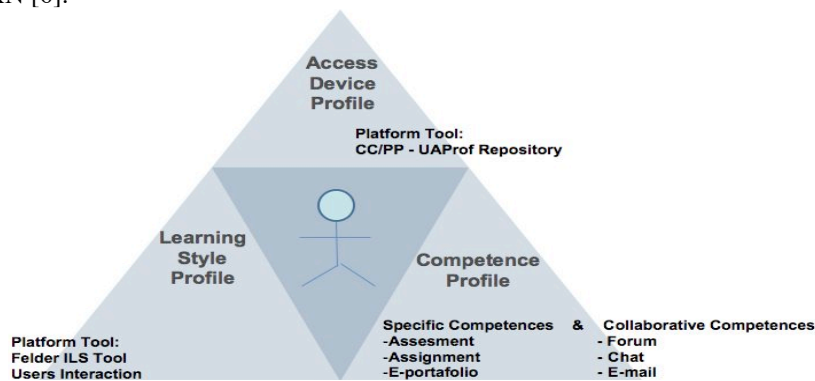 [6].
Access
Device
Profile
Platform Tool:
CC/PP - UAProf Repository
Learning
Style
Profile
Competence
Profile
Platform Tool:
Felder ILS Tool
Users Interaction
Specific Competences & Collaborative Competences
-Assesment - Forum
-Assignment - Chat
-E-portafolio - E-mail